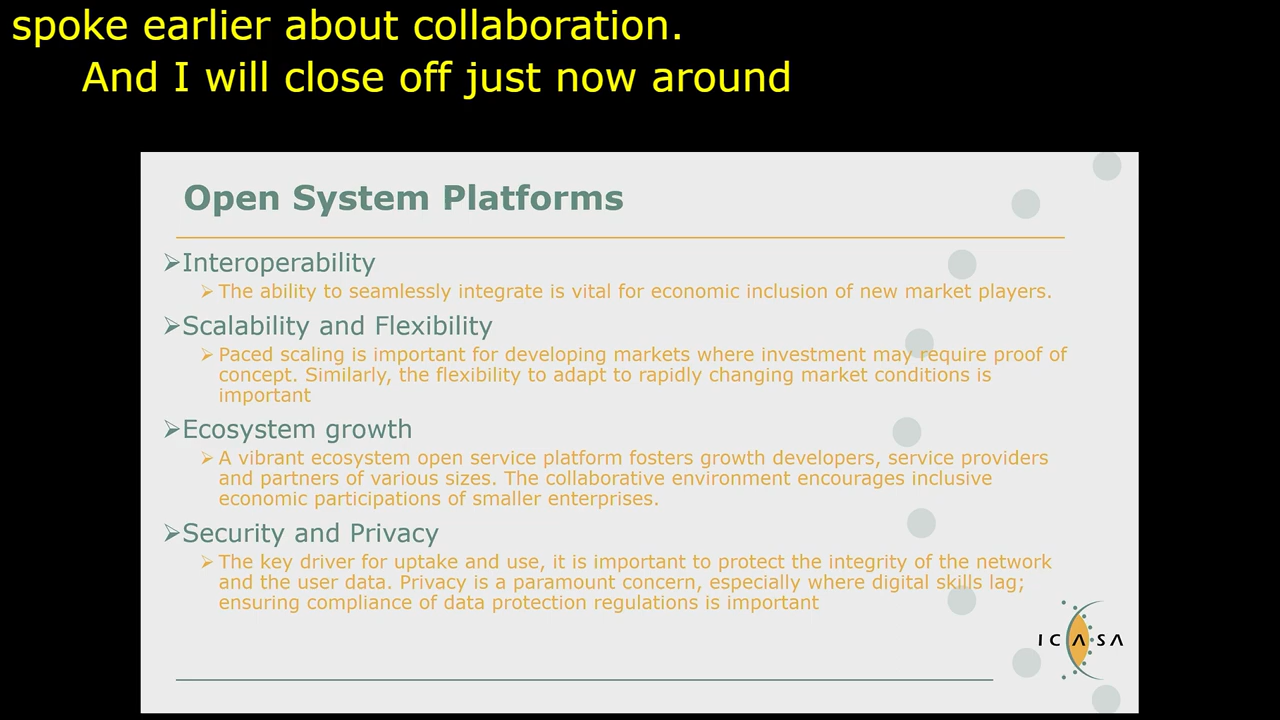 spoke earlier about collaboration.
And I will close off just now around
Open System Platforms
➢Interoperability
➢The ability to seamlessly integrate is vital for economic inclusion of new market players.
➢Scalability and Flexibility
➢Paced scaling is important for developing markets where investment may require proof of
concept. Similarly, the flexibility to adapt to rapidly changing market conditions is
important
➢Ecosystem growth
➢A vibrant ecosystem open service platform fosters growth developers, service providers
and partners of various sizes. The collaborative environment encourages inclusive
economic participations of smaller enterprises.
➢Security and Privacy
➢The key driver for uptake and use, it is important to protect the integrity of the network
and the user data. Privacy is a paramount concern, especially where digital skills lag;
ensuring compliance of data protection regulations is important
ICASA